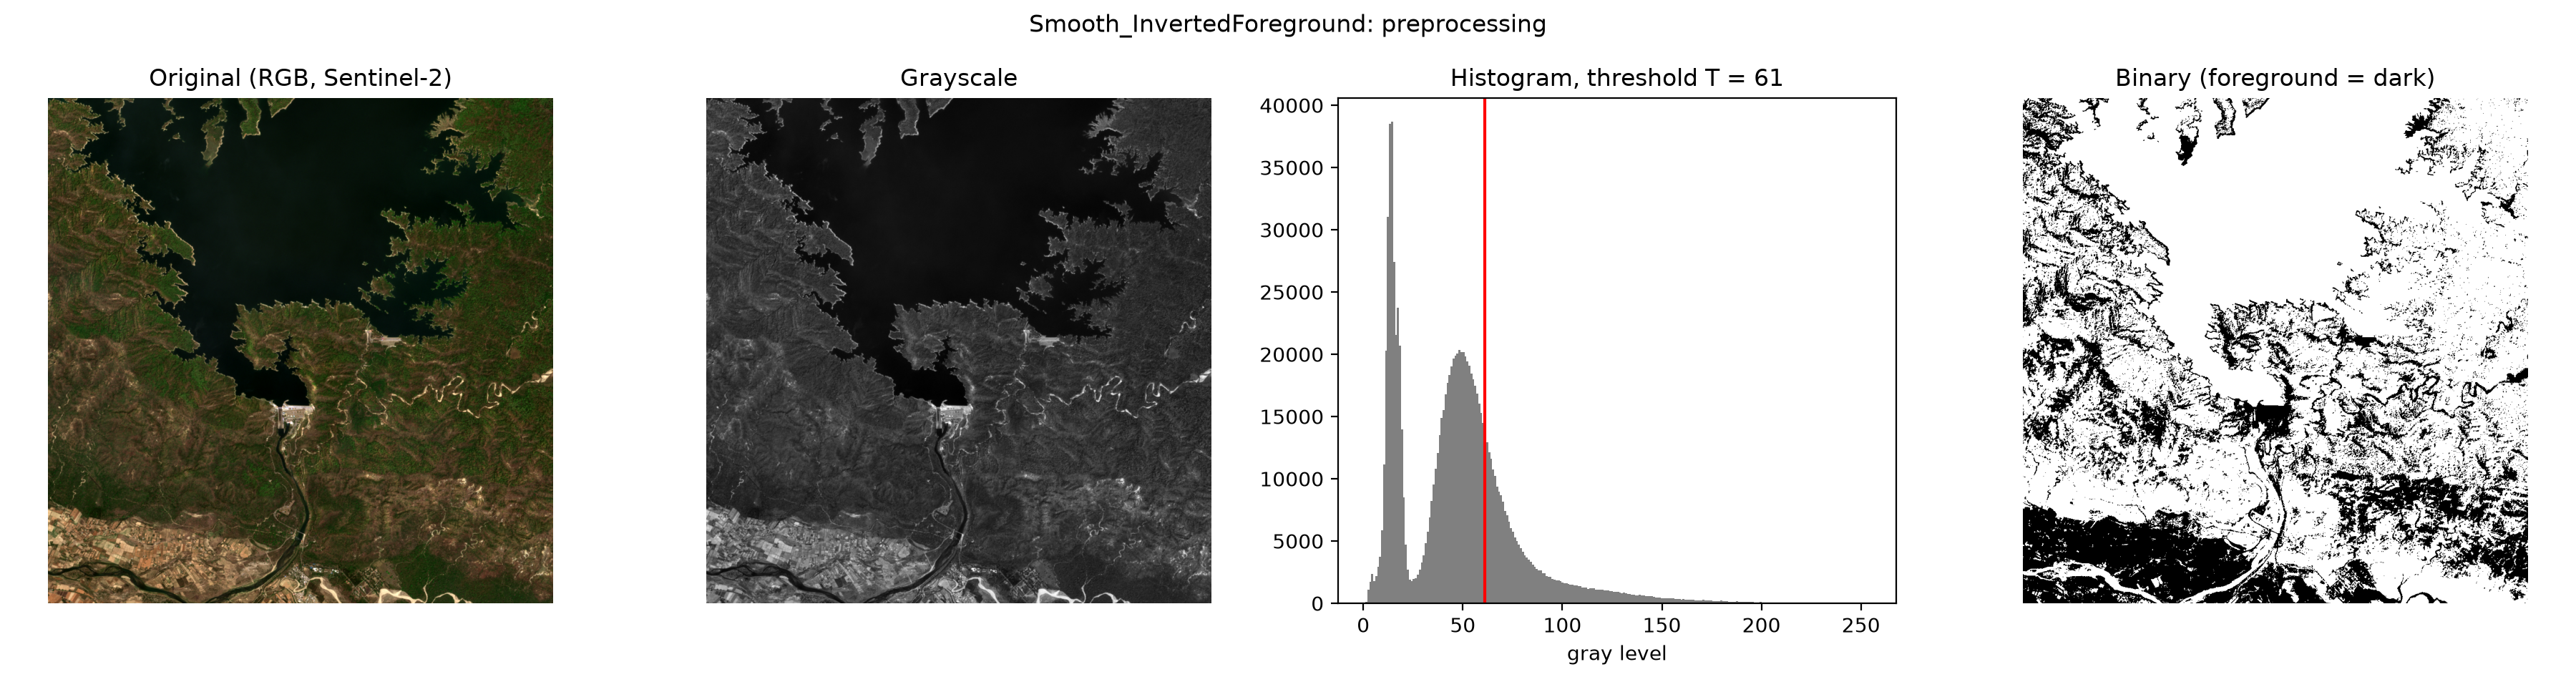 Smooth_InvertedForeground: preprocessing
Original (RGB, Sentinel-2)
Grayscale
Histogram, threshold T = 61
Binary (foreground = dark)
40000
35000
30000
25000
20000
15000
10000
5000
0
0 50 100 150 200 250
gray level